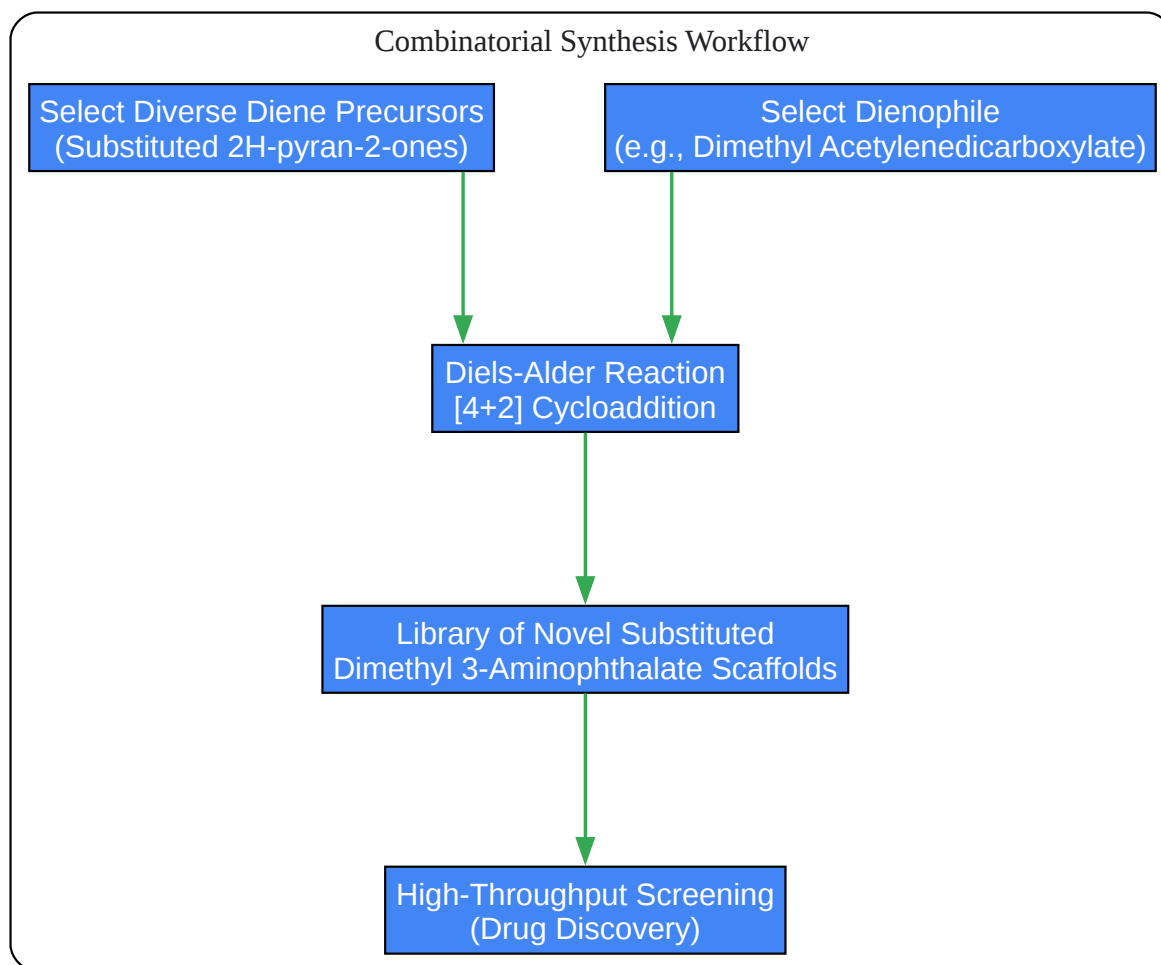 Combinatorial Synthesis Workflow
Select Diverse Diene Precursors
(Substituted 2H-pyran-2-ones)
Select Dienophile
(e.g., Dimethyl Acetylenedicarboxylate)
Diels-Alder Reaction
[4+2] Cycloaddition
Library of Novel Substituted
Dimethyl 3-Aminophthalate Scaffolds
High-Throughput Screening
(Drug Discovery)